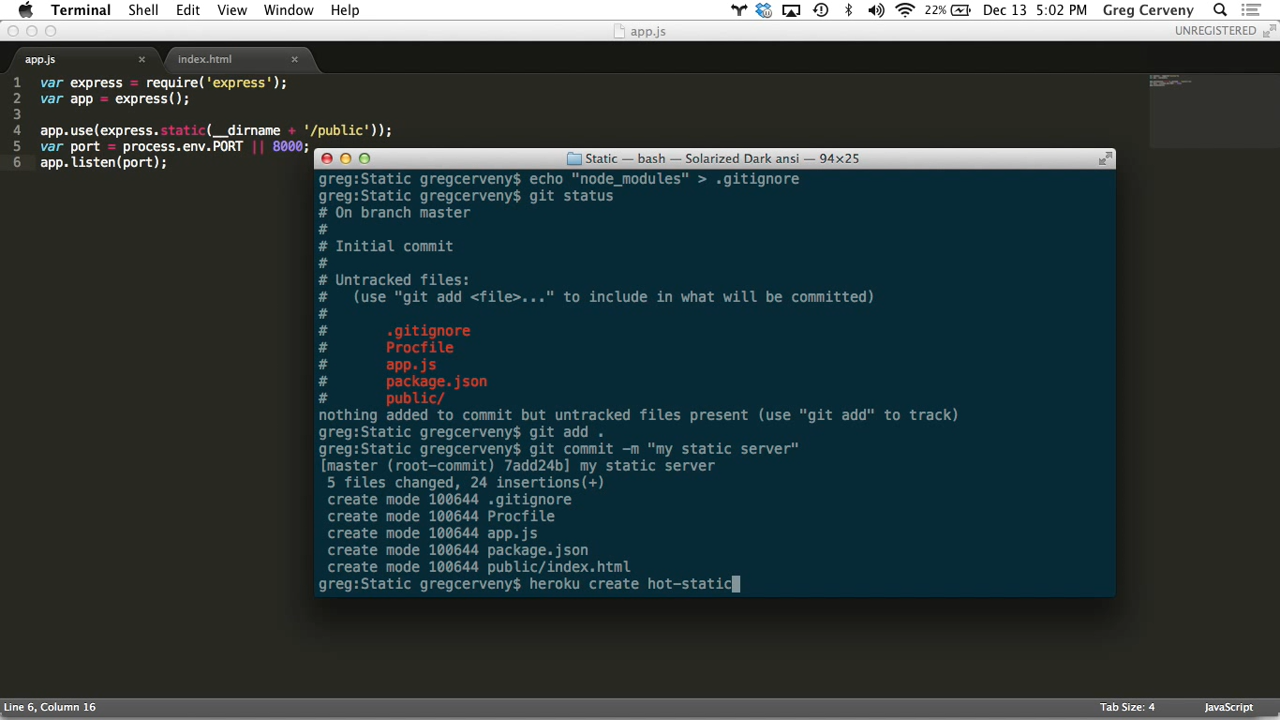 Terminal Shell Edit View Window Help 22% Dec 13 5:02 PM Greg Cerveny
app.js UNREGISTERED
app.js × index.html ×
1 var express = require('express');
2 var app = express();
3
4 app.use(express.static(__dirname + '/public'));
5 var port = process.env.PORT || 8000;
6 app.listen(port);
Static — bash — Solarized Dark ansi — 94×25
greg:Static gregcerveny$ echo "node_modules" > .gitignore
greg:Static gregcerveny$ git status
# On branch master
#
# Initial commit
#
# Untracked files:
#   (use "git add <file>..." to include in what will be committed)
#
#       .gitignore
#       Procfile
#       app.js
#       package.json
#       public/
nothing added to commit but untracked files present (use "git add" to track)
greg:Static gregcerveny$ git add .
greg:Static gregcerveny$ git commit -m "my static server"
[master (root-commit) 7add24b] my static server
 5 files changed, 24 insertions(+)
 create mode 100644 .gitignore
 create mode 100644 Procfile
 create mode 100644 app.js
 create mode 100644 package.json
 create mode 100644 public/index.html
greg:Static gregcerveny$ heroku create hot-static
Line 6, Column 16 Tab Size: 4 JavaScript